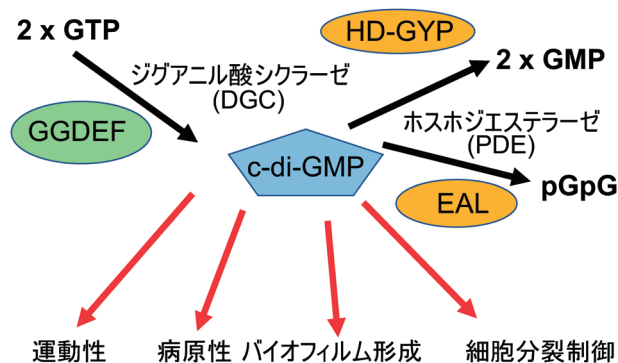 2 x GTP
HD-GYP
2 x GMP
ジグアニル酸シクラーゼ
(DGC)
GGDEF
ホスホジエステラーゼ
(PDE)
c-di-GMP
pGpG
EAL
運動性
病原性
バイオフィルム形成
細胞分裂制御